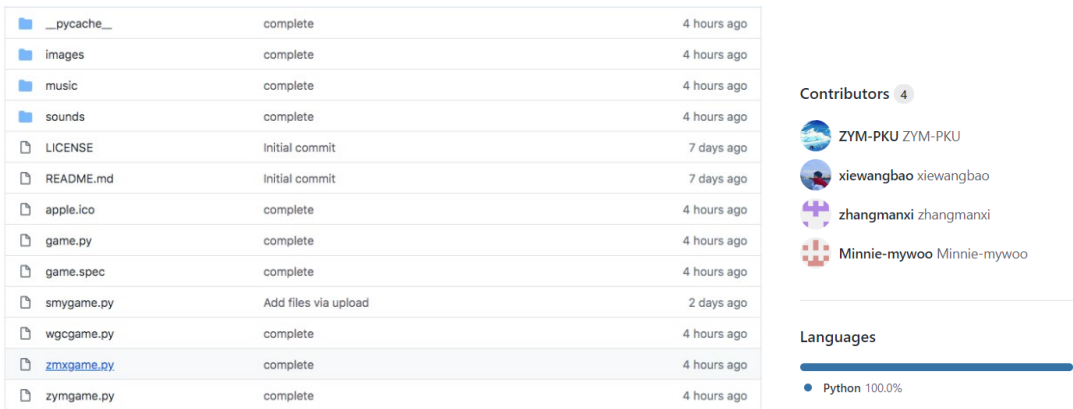 __pycache__ complete 4 hours ago
images complete 4 hours ago
music complete 4 hours ago
sounds complete 4 hours ago
LICENSE Initial commit 7 days ago
README.md Initial commit 7 days ago
apple.ico complete 4 hours ago
game.py complete 4 hours ago
game.spec complete 4 hours ago
smygame.py Add files via upload 2 days ago
wgcgame.py complete 4 hours ago
zmxgame.py complete 4 hours ago
zymgame.py complete 4 hours ago
Contributors 4
ZYM-PKU ZYM-PKU
xiewangbao xiewangbao
zhangmanxi zhangmanxi
Minnie-mywoo Minnie-mywoo
Languages
Python 100.0%